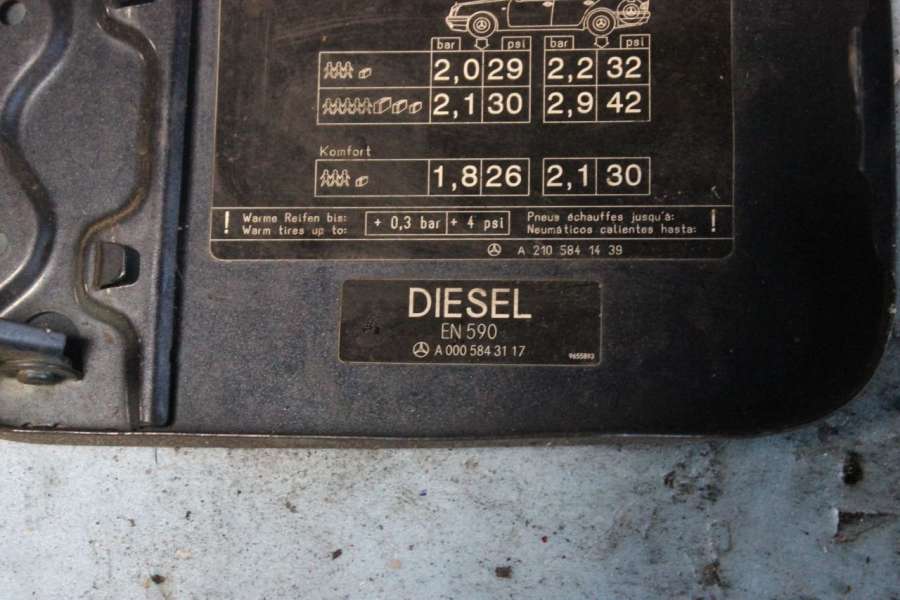 bar psi bar psi
2,0 29 2,2 32
2,1 30 2,9 42
Komfort
1,8 26 2,1 30
! Warme Reifen bis: + 0,3 bar + 4 psi Pneus échauffes jusqu'à: !
Warm tires up to: Neumáticos calientes hasta:
A 210 584 14 39
DIESEL
EN 590
A 000 584 31 17 9655893